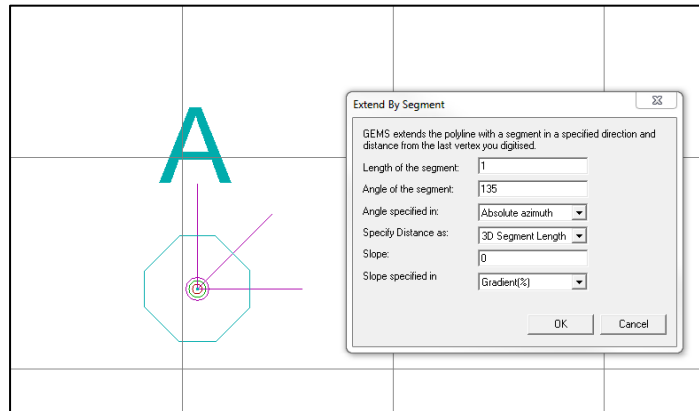 A
Extend By Segment
GEMS extends the polyline with a segment in a specified direction and
distance from the last vertex you digitised.
Length of the segment: 1
Angle of the segment: 135
Angle specified in: Absolute azimuth
Specify Distance as: 3D Segment Length
Slope: 0
Slope specified in Gradient(%)
OK Cancel